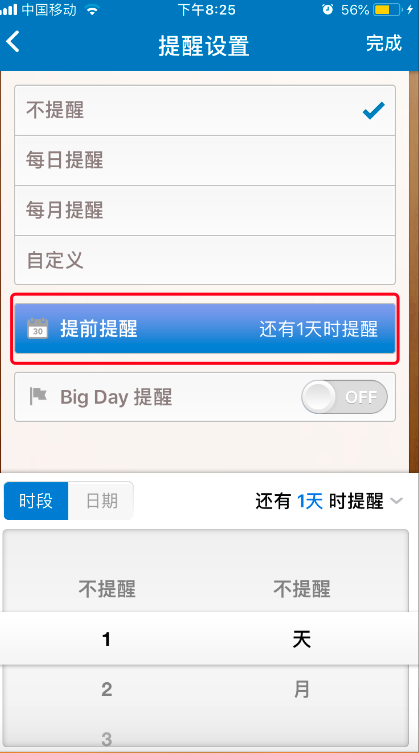 中国移动 下午8:25 56%
提醒设置 完成
不提醒
每日提醒
每月提醒
自定义
30 提前提醒 还有1天时提醒
Big Day 提醒 OFF
时段 日期 还有 1天 时提醒
不提醒 不提醒
1 天
2 月
3